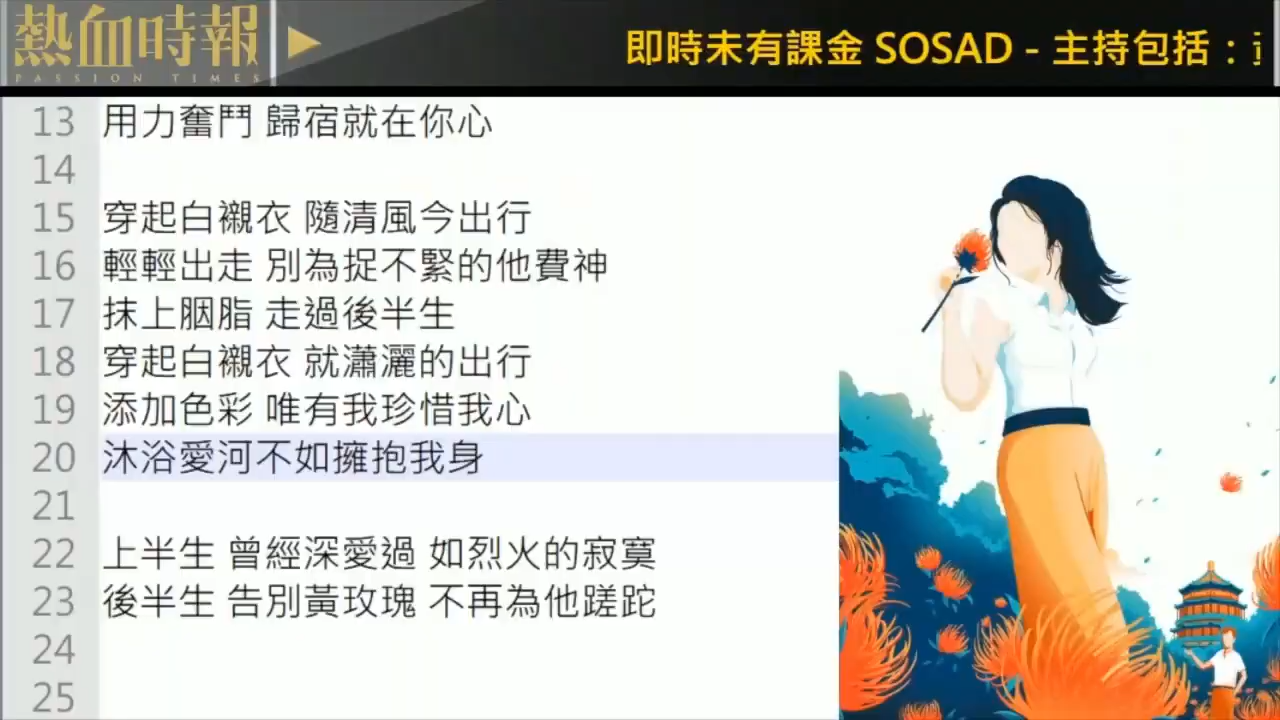 熱血時報
PASSION TIMES
即時未有課金 SOSAD - 主持包括：
13 用力奮鬥 歸宿就在你心
14
15 穿起白襯衣 隨清風今出行
16 輕輕出走 別為捉不緊的他費神
17 抹上胭脂 走過後半生
18 穿起白襯衣 就瀟灑的出行
19 添加色彩 唯有我珍惜我心
20 沐浴愛河不如擁抱我身
21
22 上半生 曾經深愛過 如烈火的寂寞
23 後半生 告別黃玫瑰 不再為他蹉跎
24
25